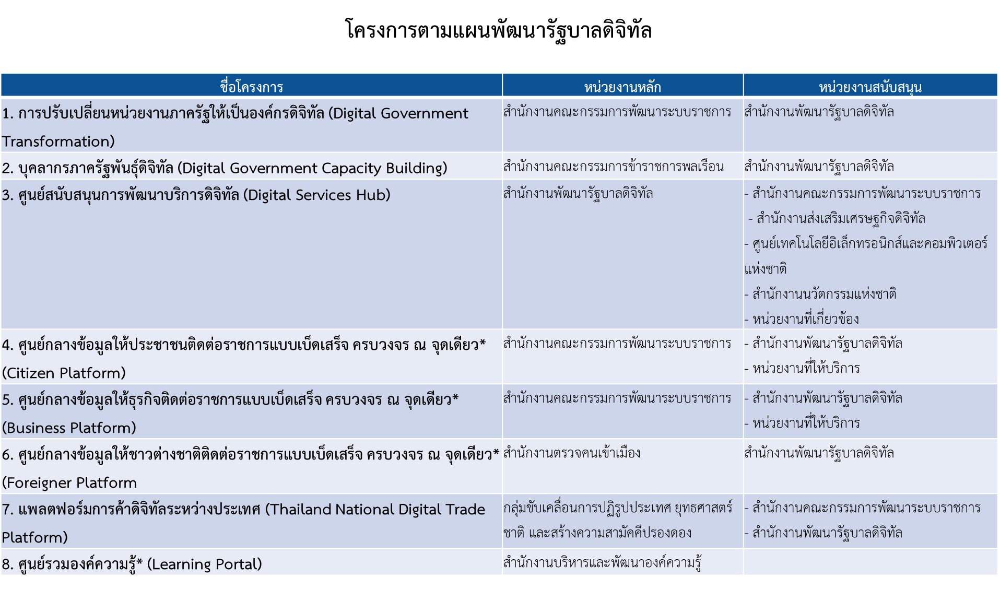 โครงการตามแผนพัฒนารัฐบาลดิจิทัล
ชื่อโครงการ
หน่วยงานหลัก
หน่วยงานสนับสนุน
1. การปรับเปลี่ยนหน่วยงานภาครัฐให้เป็นองค์กรดิจิทัล (Digital Government
Transformation)
สำนักงานคณะกรรมการพัฒนาระบบราชการ
สำนักงานพัฒนารัฐบาลดิจิทัล
2. บุคลากรภาครัฐพันธุ์ดิจิทัล (Digital Government Capacity Building)
สำนักงานคณะกรรมการข้าราชการพลเรือน
สำนักงานพัฒนารัฐบาลดิจิทัล
3. ศูนย์สนับสนุนการพัฒนาบริการดิจิทัล (Digital Services Hub)
สำนักงานพัฒนารัฐบาลดิจิทัล
- สำนักงานคณะกรรมการพัฒนาระบบราชการ
- สำนักงานส่งเสริมเศรษฐกิจดิจิทัล
- ศูนย์เทคโนโลยีอิเล็กทรอนิกส์และคอมพิวเตอร์
แห่งชาติ
- สำนักงานนวัตกรรมแห่งชาติ
- หน่วยงานที่เกี่ยวข้อง
4. ศูนย์กลางข้อมูลให้ประชาชนติดต่อราชการแบบเบ็ดเสร็จ ครบวงจร ณ จุดเดียว*
(Citizen Platform)
สำนักงานคณะกรรมการพัฒนาระบบราชการ
- สำนักงานพัฒนารัฐบาลดิจิทัล
- หน่วยงานที่ให้บริการ
5. ศูนย์กลางข้อมูลให้ธุรกิจติดต่อราชการแบบเบ็ดเสร็จ ครบวงจร ณ จุดเดียว*
(Business Platform)
สำนักงานคณะกรรมการพัฒนาระบบราชการ
- สำนักงานพัฒนารัฐบาลดิจิทัล
- หน่วยงานที่ให้บริการ
6. ศูนย์กลางข้อมูลให้ชาวต่างชาติติดต่อราชการแบบเบ็ดเสร็จ ครบวงจร ณ จุดเดียว*
(Foreigner Platform
สำนักงานตรวจคนเข้าเมือง
สำนักงานพัฒนารัฐบาลดิจิทัล
7. แพลตฟอร์มการค้าดิจิทัลระหว่างประเทศ (Thailand National Digital Trade
Platform)
กลุ่มขับเคลื่อนการปฏิรูปประเทศ ยุทธศาสตร์
ชาติ และสร้างความสามัคคีปรองดอง
- สำนักงานคณะกรรมการพัฒนาระบบราชการ
- สำนักงานพัฒนารัฐบาลดิจิทัล
8. ศูนย์รวมองค์ความรู้* (Learning Portal)
สำนักงานบริหารและพัฒนาองค์ความรู้